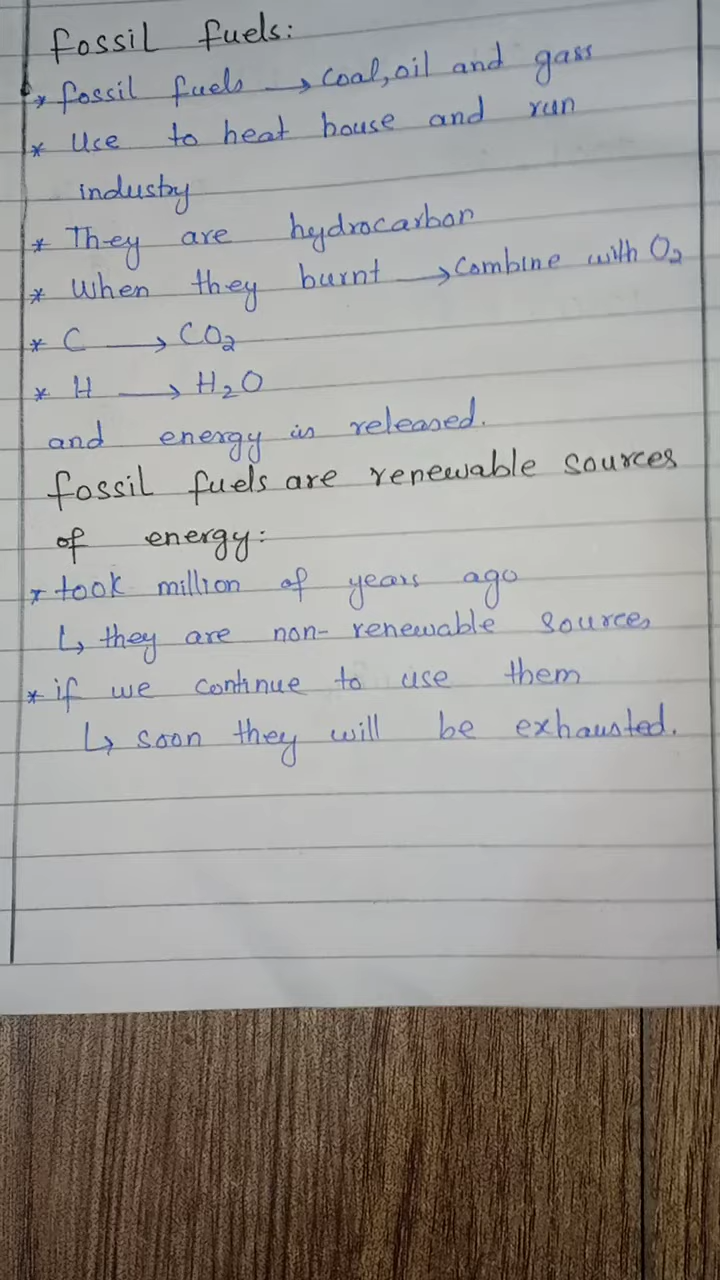 fossil fuels:
* fossil fuels → coal, oil and gass
* Use to heat house and run
industry
* They are hydrocarbon
* When they burnt → Combine with O₂
* C → CO₂
* H → H₂O
and energy is released.
fossil fuels are renewable sources
of energy:
* took million of years ago
↳ they are non-renewable sources
* if we continue to use them
↳ soon they will be exhausted.